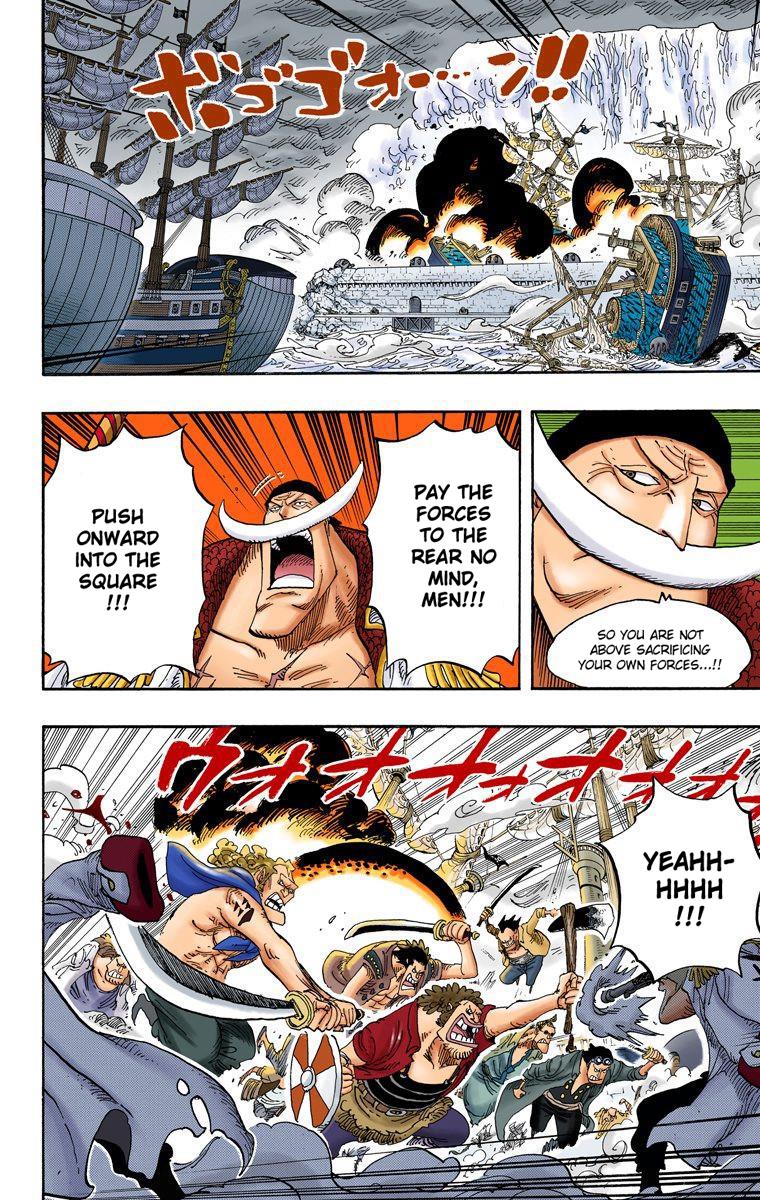 ボゴゴゴォー…ン!!
SO YOU ARE NOT
ABOVE SACRIFICING
YOUR OWN FORCES...!!
PAY THE
FORCES
TO THE
REAR NO
MIND,
MEN!!!
PUSH
ONWARD
INTO THE
SQUARE
!!!
ウオオオオオオオ
YEAHH-
HHHH
!!!